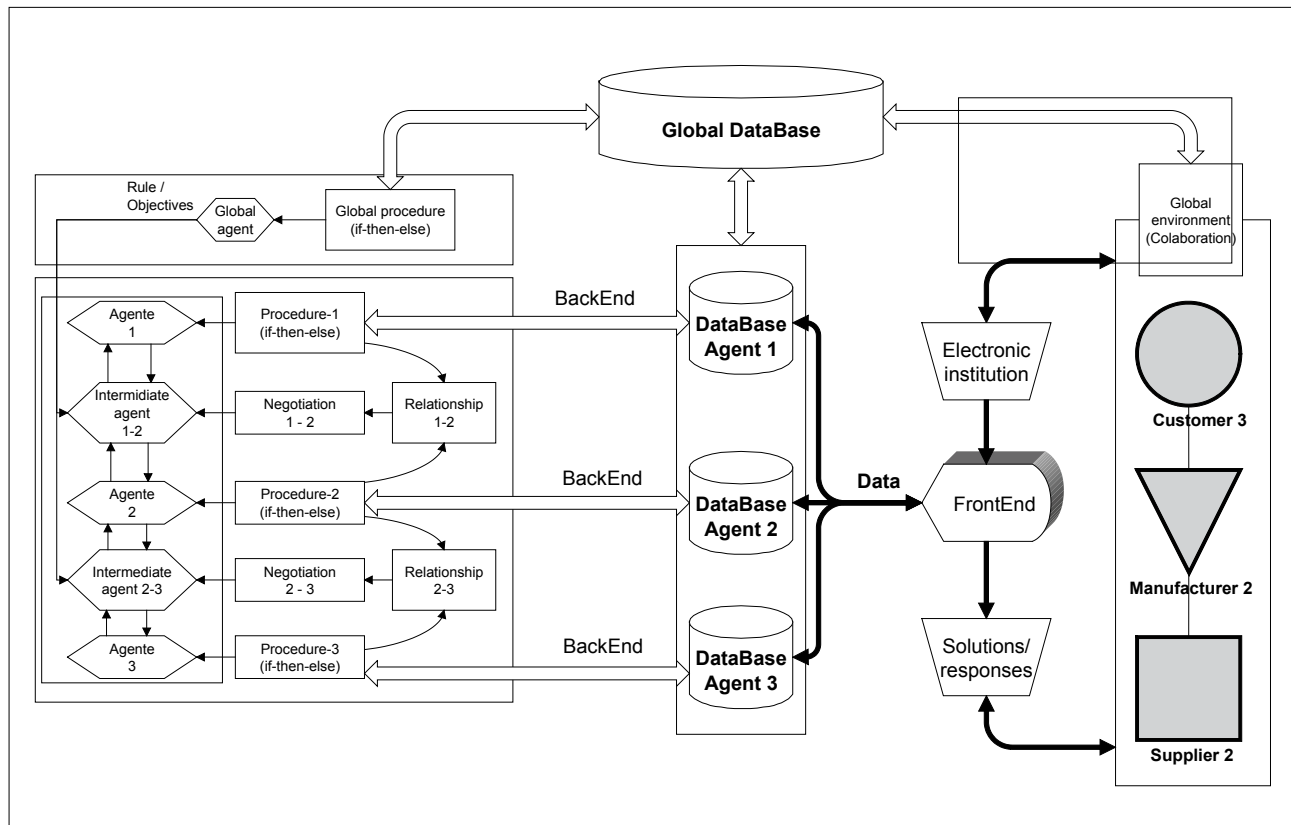 Global DataBase
Rule /
Objectives
Global
agent
Global procedure
(if-then-else)
Global
environment
(Colaboration)
Agente
1
Procedure-1
(if-then-else)
BackEnd
DataBase
Agent 1
Electronic
institution
Intermidiate
agent
1-2
Negotiation
1 - 2
Relationship
1-2
Customer 3
Agente
2
Procedure-2
(if-then-else)
BackEnd
DataBase
Agent 2
Data
FrontEnd
Intermediate
agent 2-3
Negotiation
2 - 3
Relationship
2-3
Manufacturer 2
Agente
3
Procedure-3
(if-then-else)
BackEnd
DataBase
Agent 3
Solutions/
responses
Supplier 2